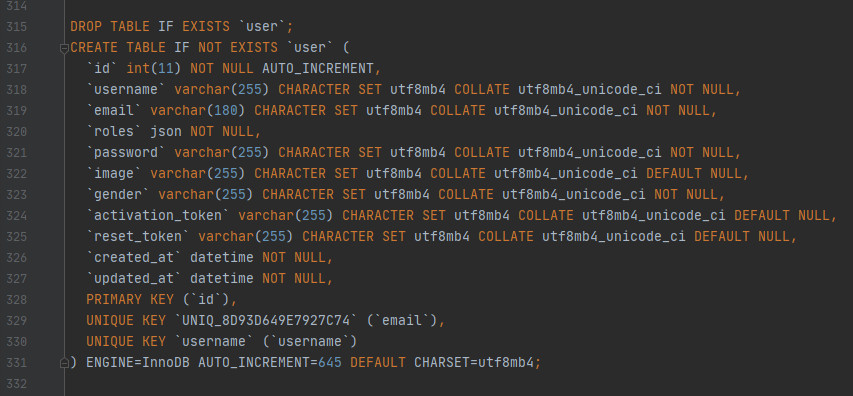 314
315 DROP TABLE IF EXISTS `user`;
316 CREATE TABLE IF NOT EXISTS `user` (
317 `id` int(11) NOT NULL AUTO_INCREMENT,
318 `username` varchar(255) CHARACTER SET utf8mb4 COLLATE utf8mb4_unicode_ci NOT NULL,
319 `email` varchar(180) CHARACTER SET utf8mb4 COLLATE utf8mb4_unicode_ci NOT NULL,
320 `roles` json NOT NULL,
321 `password` varchar(255) CHARACTER SET utf8mb4 COLLATE utf8mb4_unicode_ci NOT NULL,
322 `image` varchar(255) CHARACTER SET utf8mb4 COLLATE utf8mb4_unicode_ci DEFAULT NULL,
323 `gender` varchar(255) CHARACTER SET utf8mb4 COLLATE utf8mb4_unicode_ci NOT NULL,
324 `activation_token` varchar(255) CHARACTER SET utf8mb4 COLLATE utf8mb4_unicode_ci DEFAULT NULL,
325 `reset_token` varchar(255) CHARACTER SET utf8mb4 COLLATE utf8mb4_unicode_ci DEFAULT NULL,
326 `created_at` datetime NOT NULL,
327 `updated_at` datetime NOT NULL,
328 PRIMARY KEY (`id`),
329 UNIQUE KEY `UNIQ_8D93D649E7927C74` (`email`),
330 UNIQUE KEY `username` (`username`)
331 ) ENGINE=InnoDB AUTO_INCREMENT=645 DEFAULT CHARSET=utf8mb4;
332